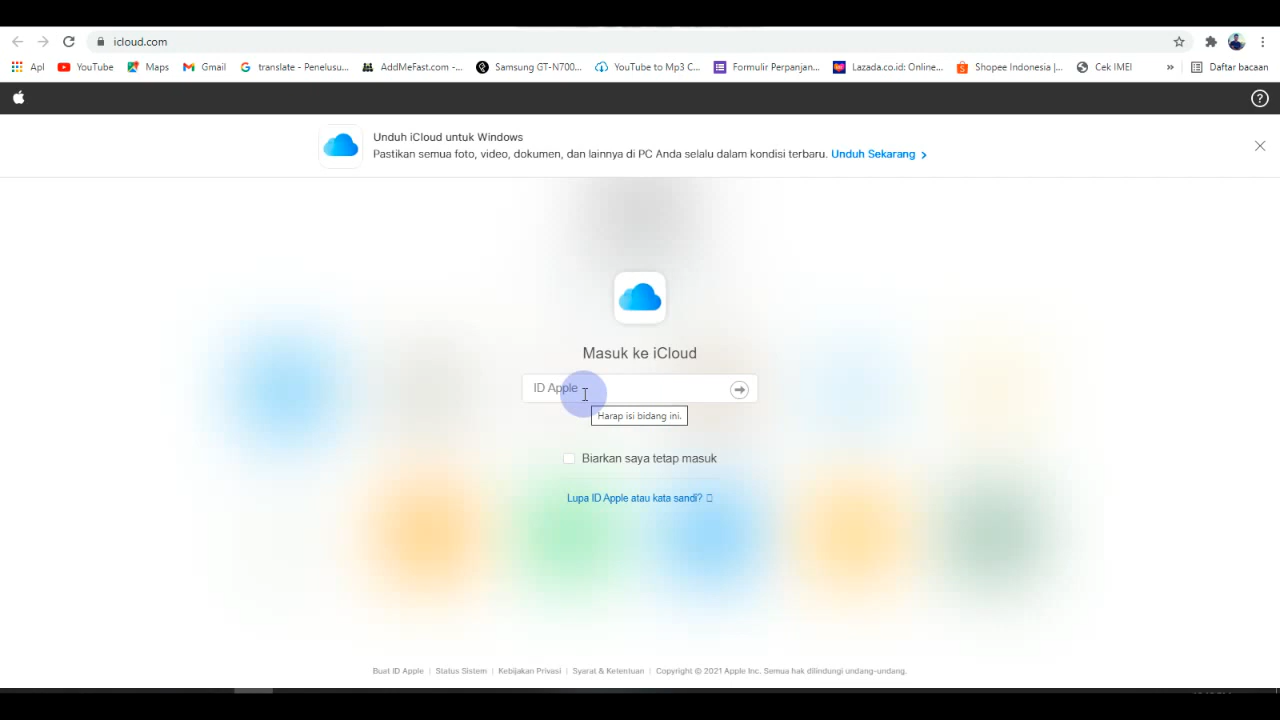 icloud.com
Apl YouTube Maps Gmail translate - Penelusu... AddMeFast.com -... Samsung GT-N700... YouTube to Mp3 C... Formulir Perpanjan... Lazada.co.id: Online... Shopee Indonesia |... Cek IMEI » Daftar bacaan
Unduh iCloud untuk Windows
Pastikan semua foto, video, dokumen, dan lainnya di PC Anda selalu dalam kondisi terbaru. Unduh Sekarang >
Masuk ke iCloud
ID Apple
Harap isi bidang ini.
Biarkan saya tetap masuk
Lupa ID Apple atau kata sandi?
Buat ID Apple | Status Sistem | Kebijakan Privasi | Syarat & Ketentuan | Copyright © 2021 Apple Inc. Semua hak dilindungi undang-undang.